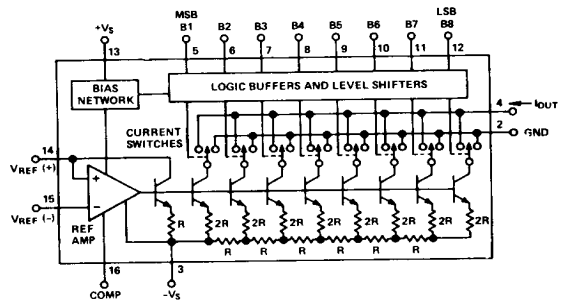 MSB LSB
+VS B1 B2 B3 B4 B5 B6 B7 B8
13 5 6 7 8 9 10 11 12
BIAS
NETWORK
LOGIC BUFFERS AND LEVEL SHIFTERS
4 IOUT
2 GND
CURRENT
SWITCHES
14
VREF (+)
+
15
VREF (–)
–
REF
AMP
R 2R 2R 2R 2R 2R 2R 2R 2R
R R R R R R
16 3
COMP –VS